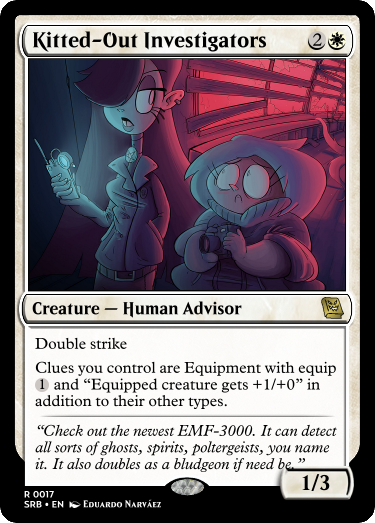 Kitted-Out Investigators 2
Creature — Human Advisor
Double strike
Clues you control are Equipment with equip
1 and “Equipped creature gets +1/+0” in
addition to their other types.
“Check out the newest EMF-3000. It can detect
all sorts of ghosts, spirits, poltergeists, you name
it. It also doubles as a bludgeon if need be.”
1/3
R 0017
SRB • EN Eduardo Narváez